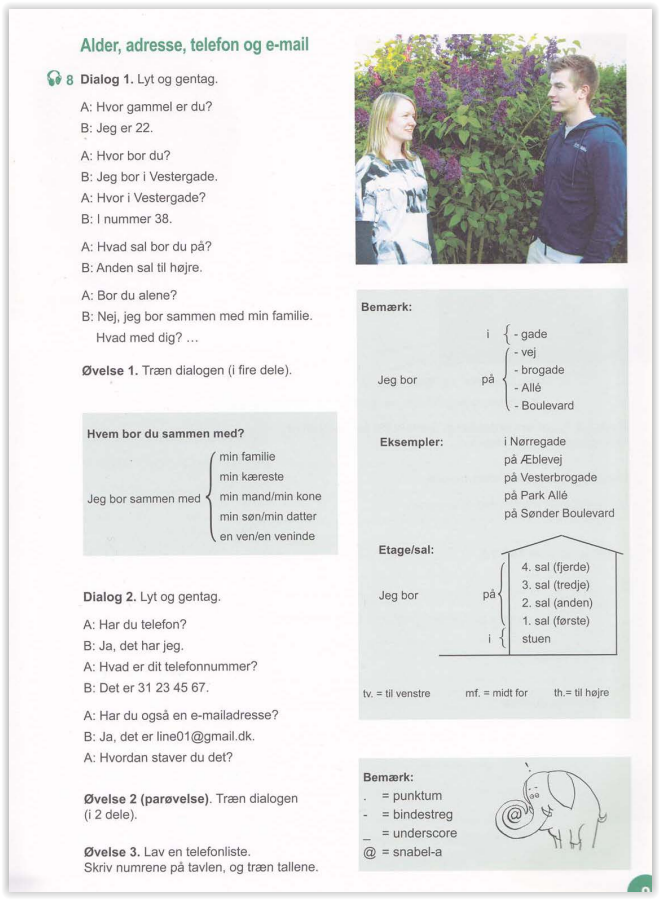 Alder, adresse, telefon og e-mail
8 Dialog 1. Lyt og gentag.
A: Hvor gammel er du?
B: Jeg er 22.
A: Hvor bor du?
B: Jeg bor i Vestergade.
A: Hvor i Vestergade?
B: I nummer 38.
A: Hvad sal bor du på?
B: Anden sal til højre.
A: Bor du alene?
B: Nej, jeg bor sammen med min familie.
Hvad med dig? ...
Øvelse 1. Træn dialogen (i fire dele).
Hvem bor du sammen med?
Jeg bor sammen med
min familie
min kæreste
min mand/min kone
min søn/min datter
en ven/en veninde
Dialog 2. Lyt og gentag.
A: Har du telefon?
B: Ja, det har jeg.
A: Hvad er dit telefonnummer?
B: Det er 31 23 45 67.
A: Har du også en e-mailadresse?
B: Ja, det er line01@gmail.dk.
A: Hvordan staver du det?
Øvelse 2 (parøvelse). Træn dialogen
(i 2 dele).
Øvelse 3. Lav en telefonliste.
Skriv numrene på tavlen, og træn tallene.
Bemærk:
Jeg bor
i
- gade
på
- vej
- brogade
- Allé
- Boulevard
Eksempler:
i Nørregade
på Æblevej
på Vesterbrogade
på Park Allé
på Sønder Boulevard
Etage/sal:
Jeg bor
på
4. sal (fjerde)
3. sal (tredje)
2. sal (anden)
1. sal (første)
i
stuen
tv. = til venstre mf. = midt for th.= til højre
Bemærk:
. = punktum
- = bindestreg
_ = underscore
@ = snabel-a
!
@